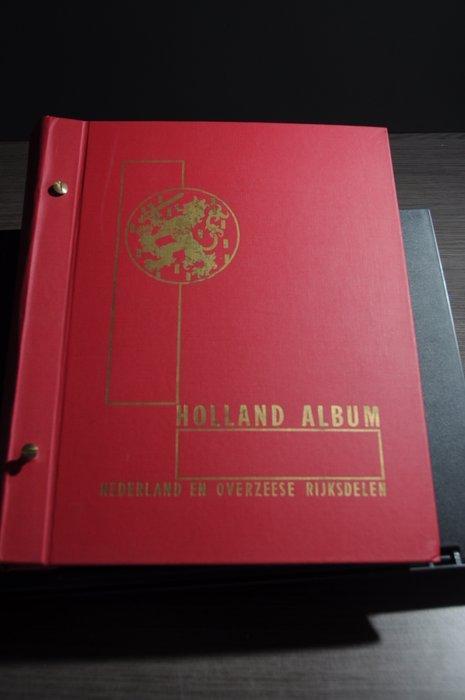 HOLLAND ALBUM
NEDERLAND EN OVERZEESE RIJKSDELEN